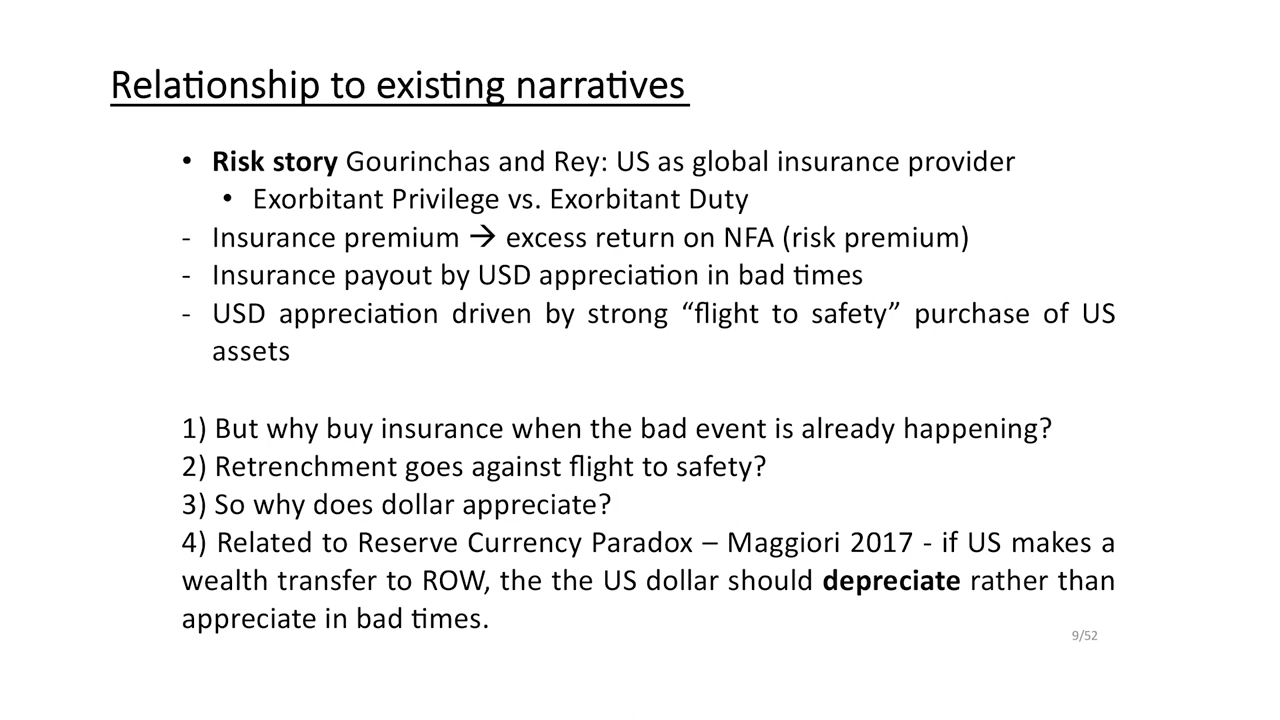 Relationship to existing narratives
• Risk story Gourinchas and Rey: US as global insurance provider
• Exorbitant Privilege vs. Exorbitant Duty
- Insurance premium → excess return on NFA (risk premium)
- Insurance payout by USD appreciation in bad times
- USD appreciation driven by strong “flight to safety” purchase of US
assets
1) But why buy insurance when the bad event is already happening?
2) Retrenchment goes against flight to safety?
3) So why does dollar appreciate?
4) Related to Reserve Currency Paradox – Maggiori 2017 - if US makes a
wealth transfer to ROW, the the US dollar should depreciate rather than
appreciate in bad times.
9/52